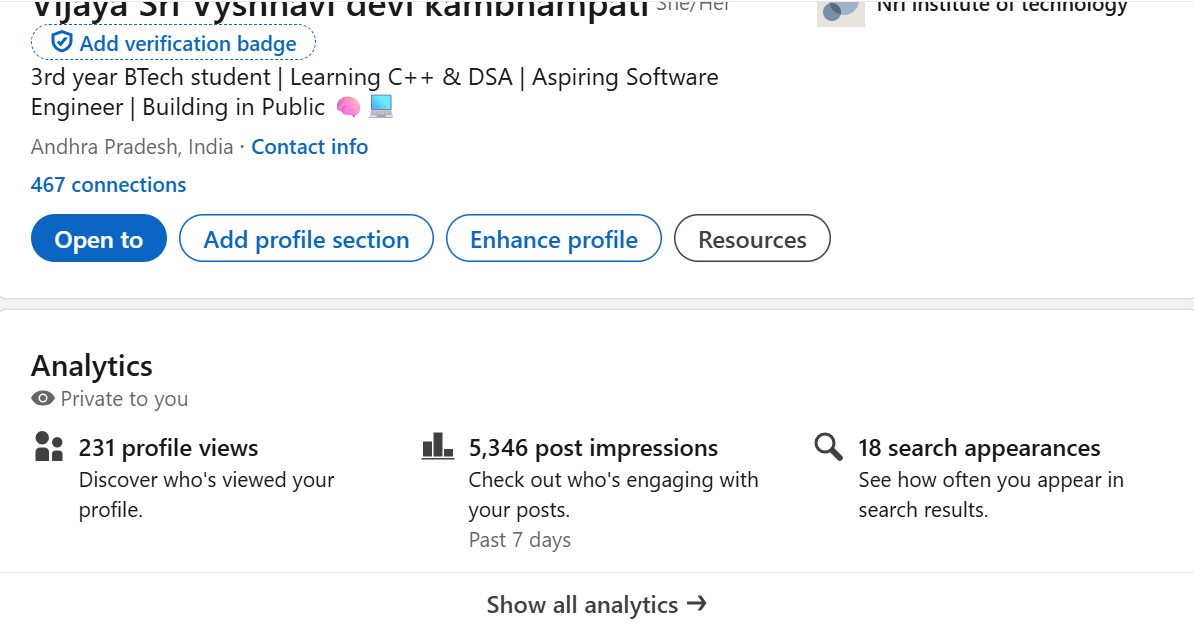 Vijaya Sri Vyshnavi devi kambhampati She/Her
Nri institute of technology
Add verification badge
3rd year BTech student | Learning C++ & DSA | Aspiring Software
Engineer | Building in Public 🧠 💻
Andhra Pradesh, India · Contact info
467 connections
Open to
Add profile section
Enhance profile
Resources
Analytics
Private to you
231 profile views
Discover who's viewed your
profile.
5,346 post impressions
Check out who's engaging with
your posts.
Past 7 days
18 search appearances
See how often you appear in
search results.
Show all analytics →